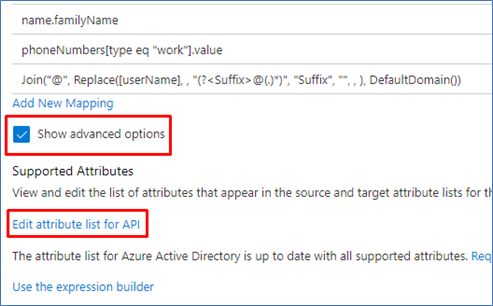 name.familyName
phoneNumbers[type eq "work"].value
Join("@", Replace([userName], , "(?<Suffix>@(.)*)", "Suffix", "", , ), DefaultDomain())
Add New Mapping
Show advanced options
Supported Attributes
View and edit the list of attributes that appear in the source and target attribute lists for
Edit attribute list for API
The attribute list for Azure Active Directory is up to date with all supported attributes.
Use the expression builder